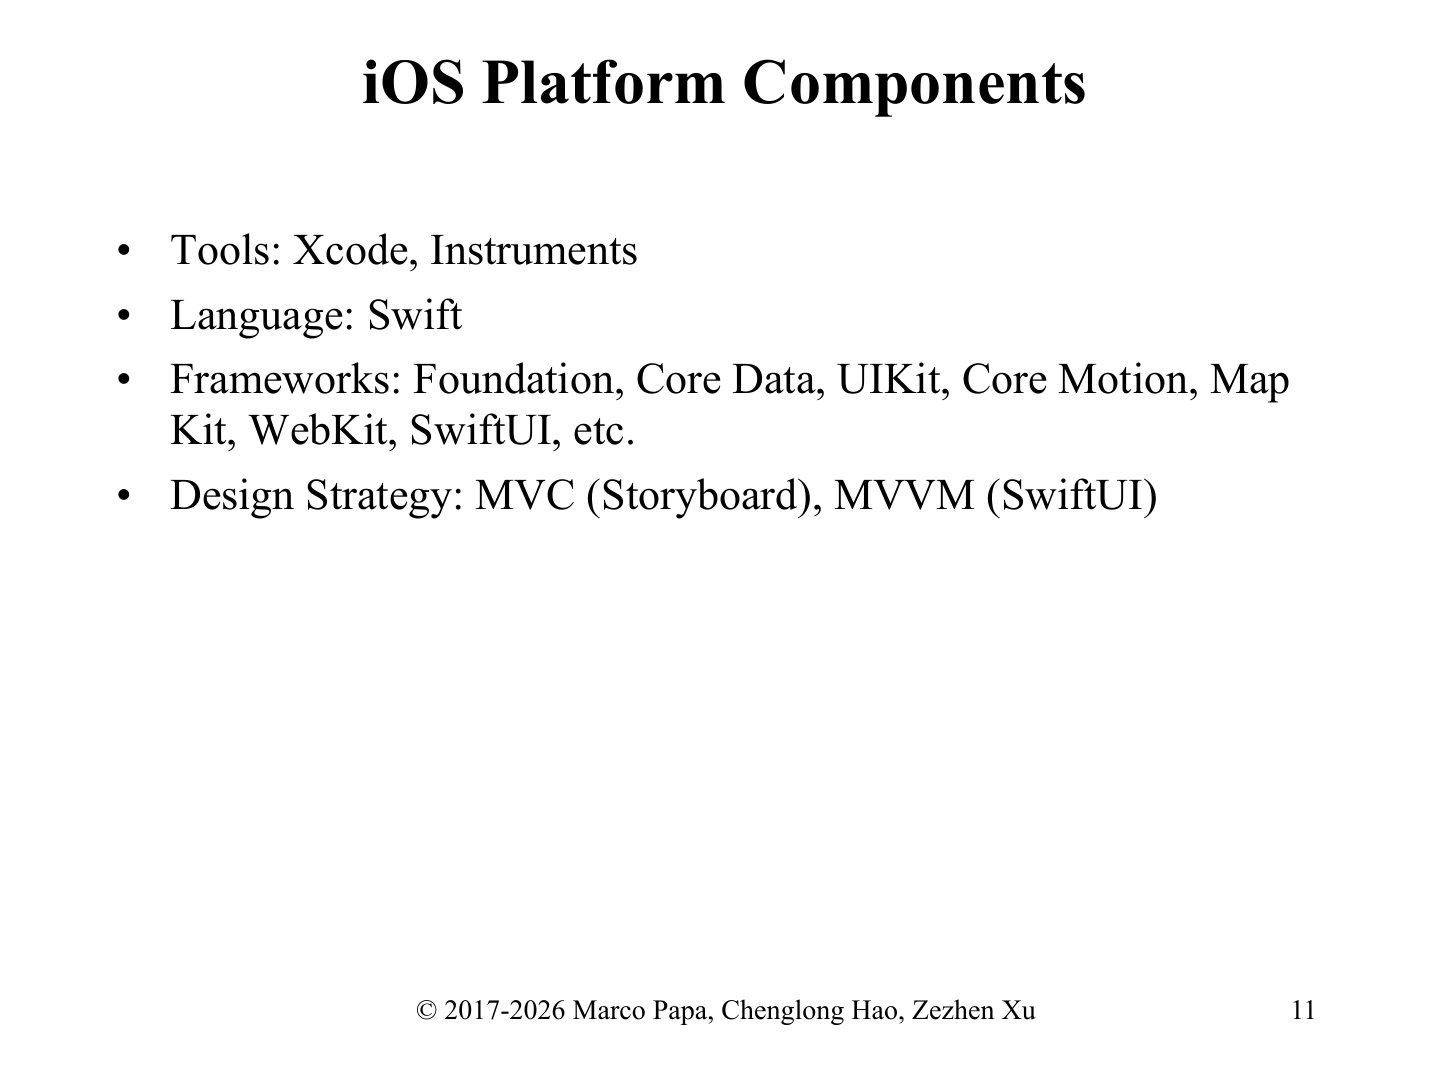 iOS Platform Components
• Tools: Xcode, Instruments
• Language: Swift
• Frameworks: Foundation, Core Data, UIKit, Core Motion, Map
Kit, WebKit, SwiftUI, etc.
• Design Strategy: MVC (Storyboard), MVVM (SwiftUI)
© 2017-2026 Marco Papa, Chenglong Hao, Zezhen Xu
11